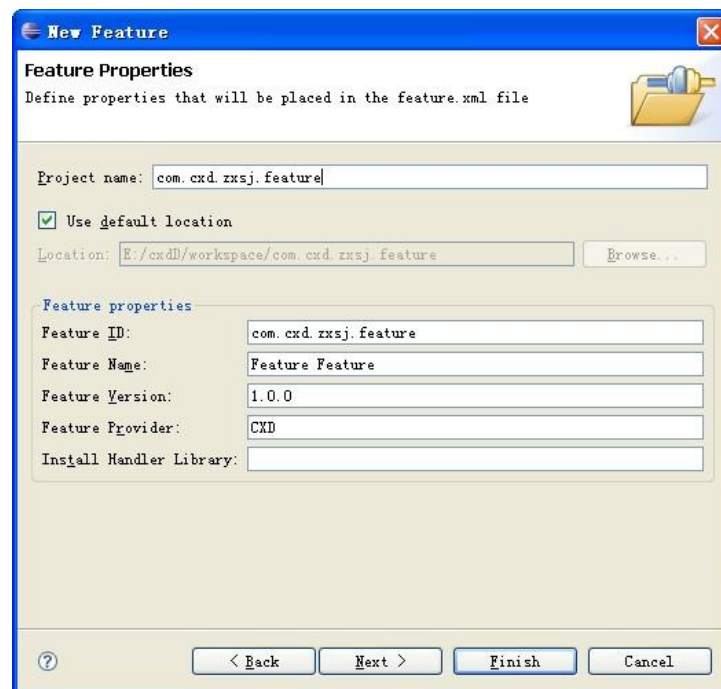 New Feature
Feature Properties
Define properties that will be placed in the feature.xml file
Project name: com.cxd.zxsj.feature
Use default location
Location: E:/cxdD/workspace/com.cxd.zxsj.feature Browse...
Feature properties
Feature ID: com.cxd.zxsj.feature
Feature Name: Feature Feature
Feature Version: 1.0.0
Feature Provider: CXD
Install Handler Library:
? < Back Next > Finish Cancel